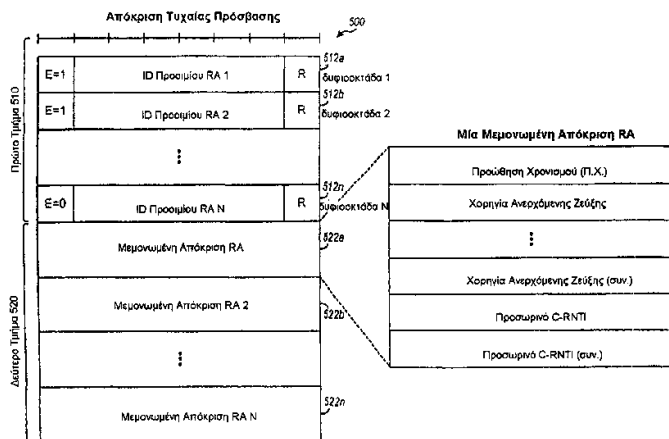 Απόκριση Τυχαίας Πρόσβασης
500
Πρώτο Τμήμα 510
E=1
ID Προοιμίου RA 1
R
512a
δυφιοοκτάδα 1
E=1
ID Προοιμίου RA 2
R
512b
δυφιοοκτάδα 2
E=0
ID Προοιμίου RA N
R
512n
δυφιοοκτάδα N
Δεύτερο Τμήμα 520
Μεμονωμένη Απόκριση RA
522a
Μεμονωμένη Απόκριση RA 2
522b
Μεμονωμένη Απόκριση RA N
522n
Μία Μεμονωμένη Απόκριση RA
Προώθηση Χρονισμού (Π.Χ.)
Χορηγία Ανερχόμενης Ζεύξης
Χορηγία Ανερχόμενης Ζεύξης (συν.)
Προσωρινό C-RNTI
Προσωρινό C-RNTI (συν.)